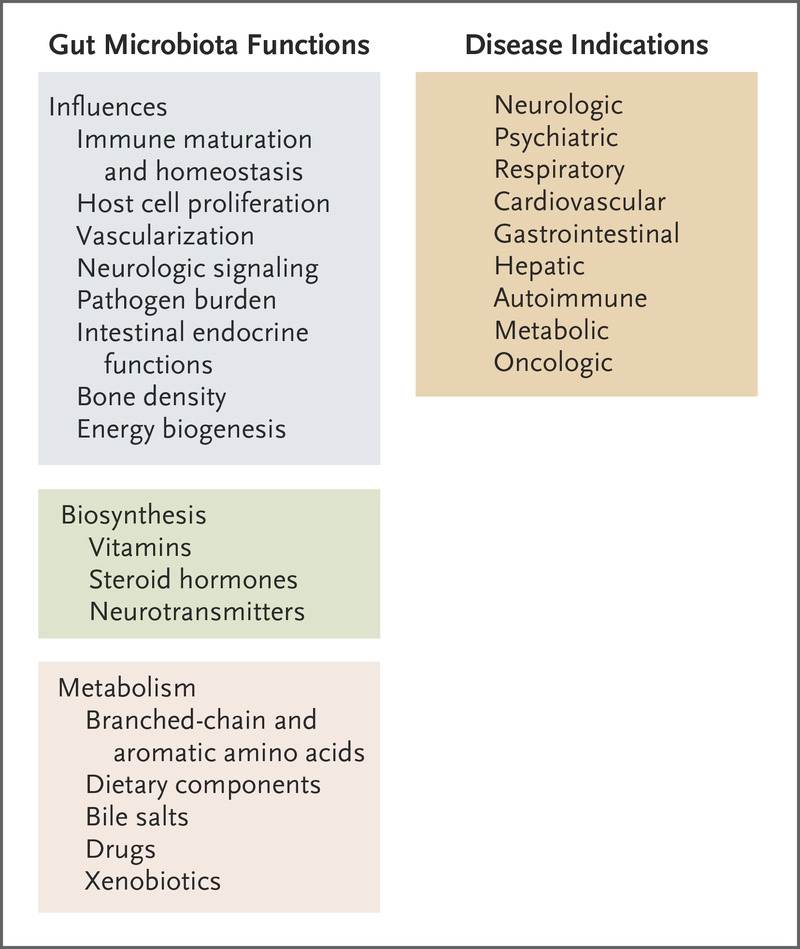 Gut Microbiota Functions
Influences
Immune maturation
and homeostasis
Host cell proliferation
Vascularization
Neurologic signaling
Pathogen burden
Intestinal endocrine
functions
Bone density
Energy biogenesis
Biosynthesis
Vitamins
Steroid hormones
Neurotransmitters
Metabolism
Branched-chain and
aromatic amino acids
Dietary components
Bile salts
Drugs
Xenobiotics
Disease Indications
Neurologic
Psychiatric
Respiratory
Cardiovascular
Gastrointestinal
Hepatic
Autoimmune
Metabolic
Oncologic